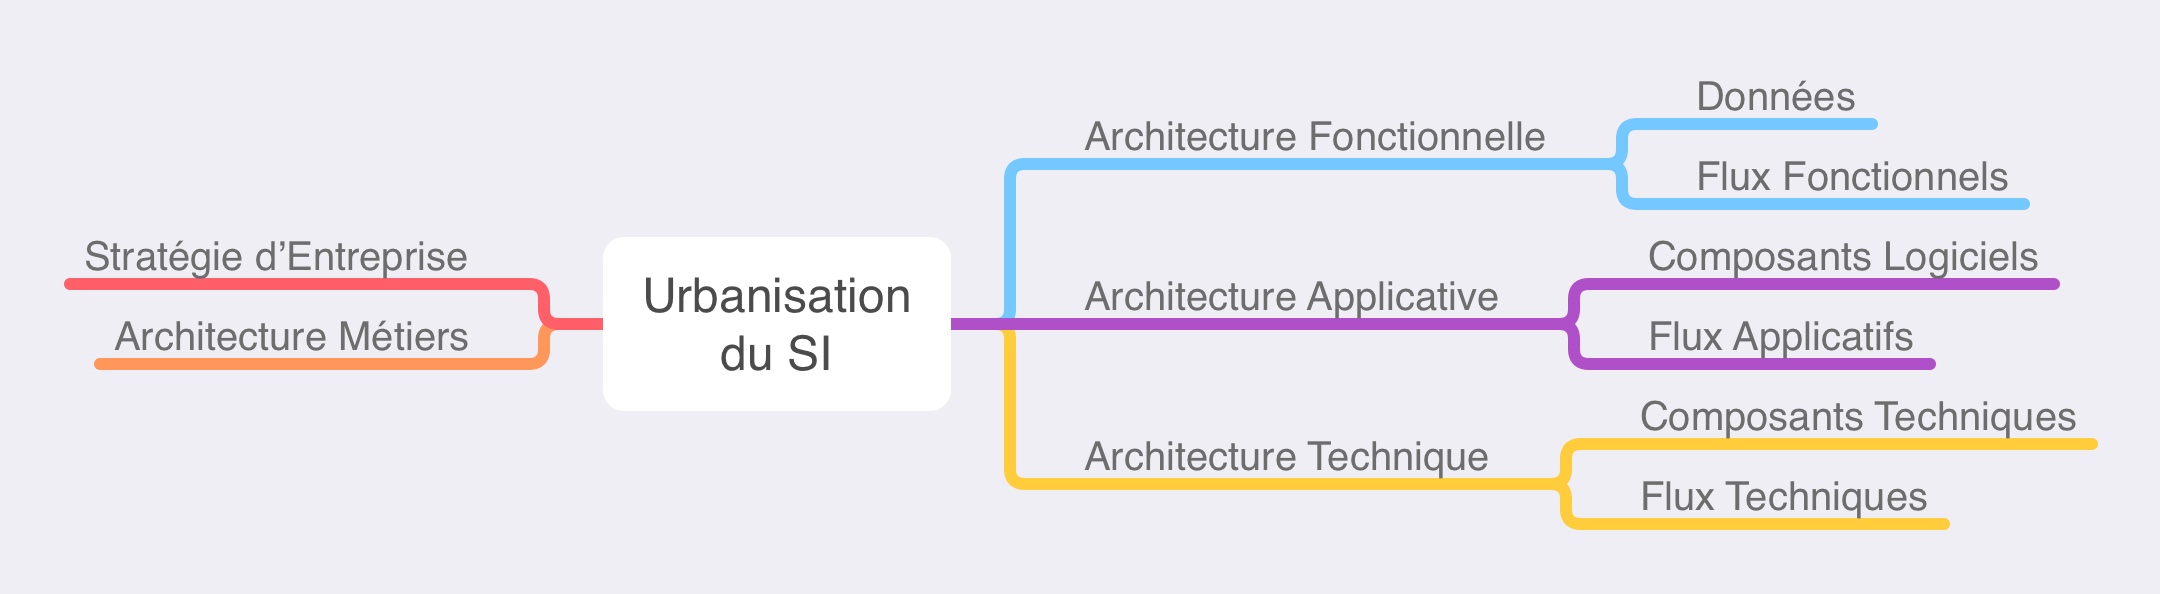 Stratégie d’Entreprise
Architecture Métiers
Urbanisation
du SI
Architecture Fonctionnelle
Données
Flux Fonctionnels
Architecture Applicative
Composants Logiciels
Flux Applicatifs
Architecture Technique
Composants Techniques
Flux Techniques